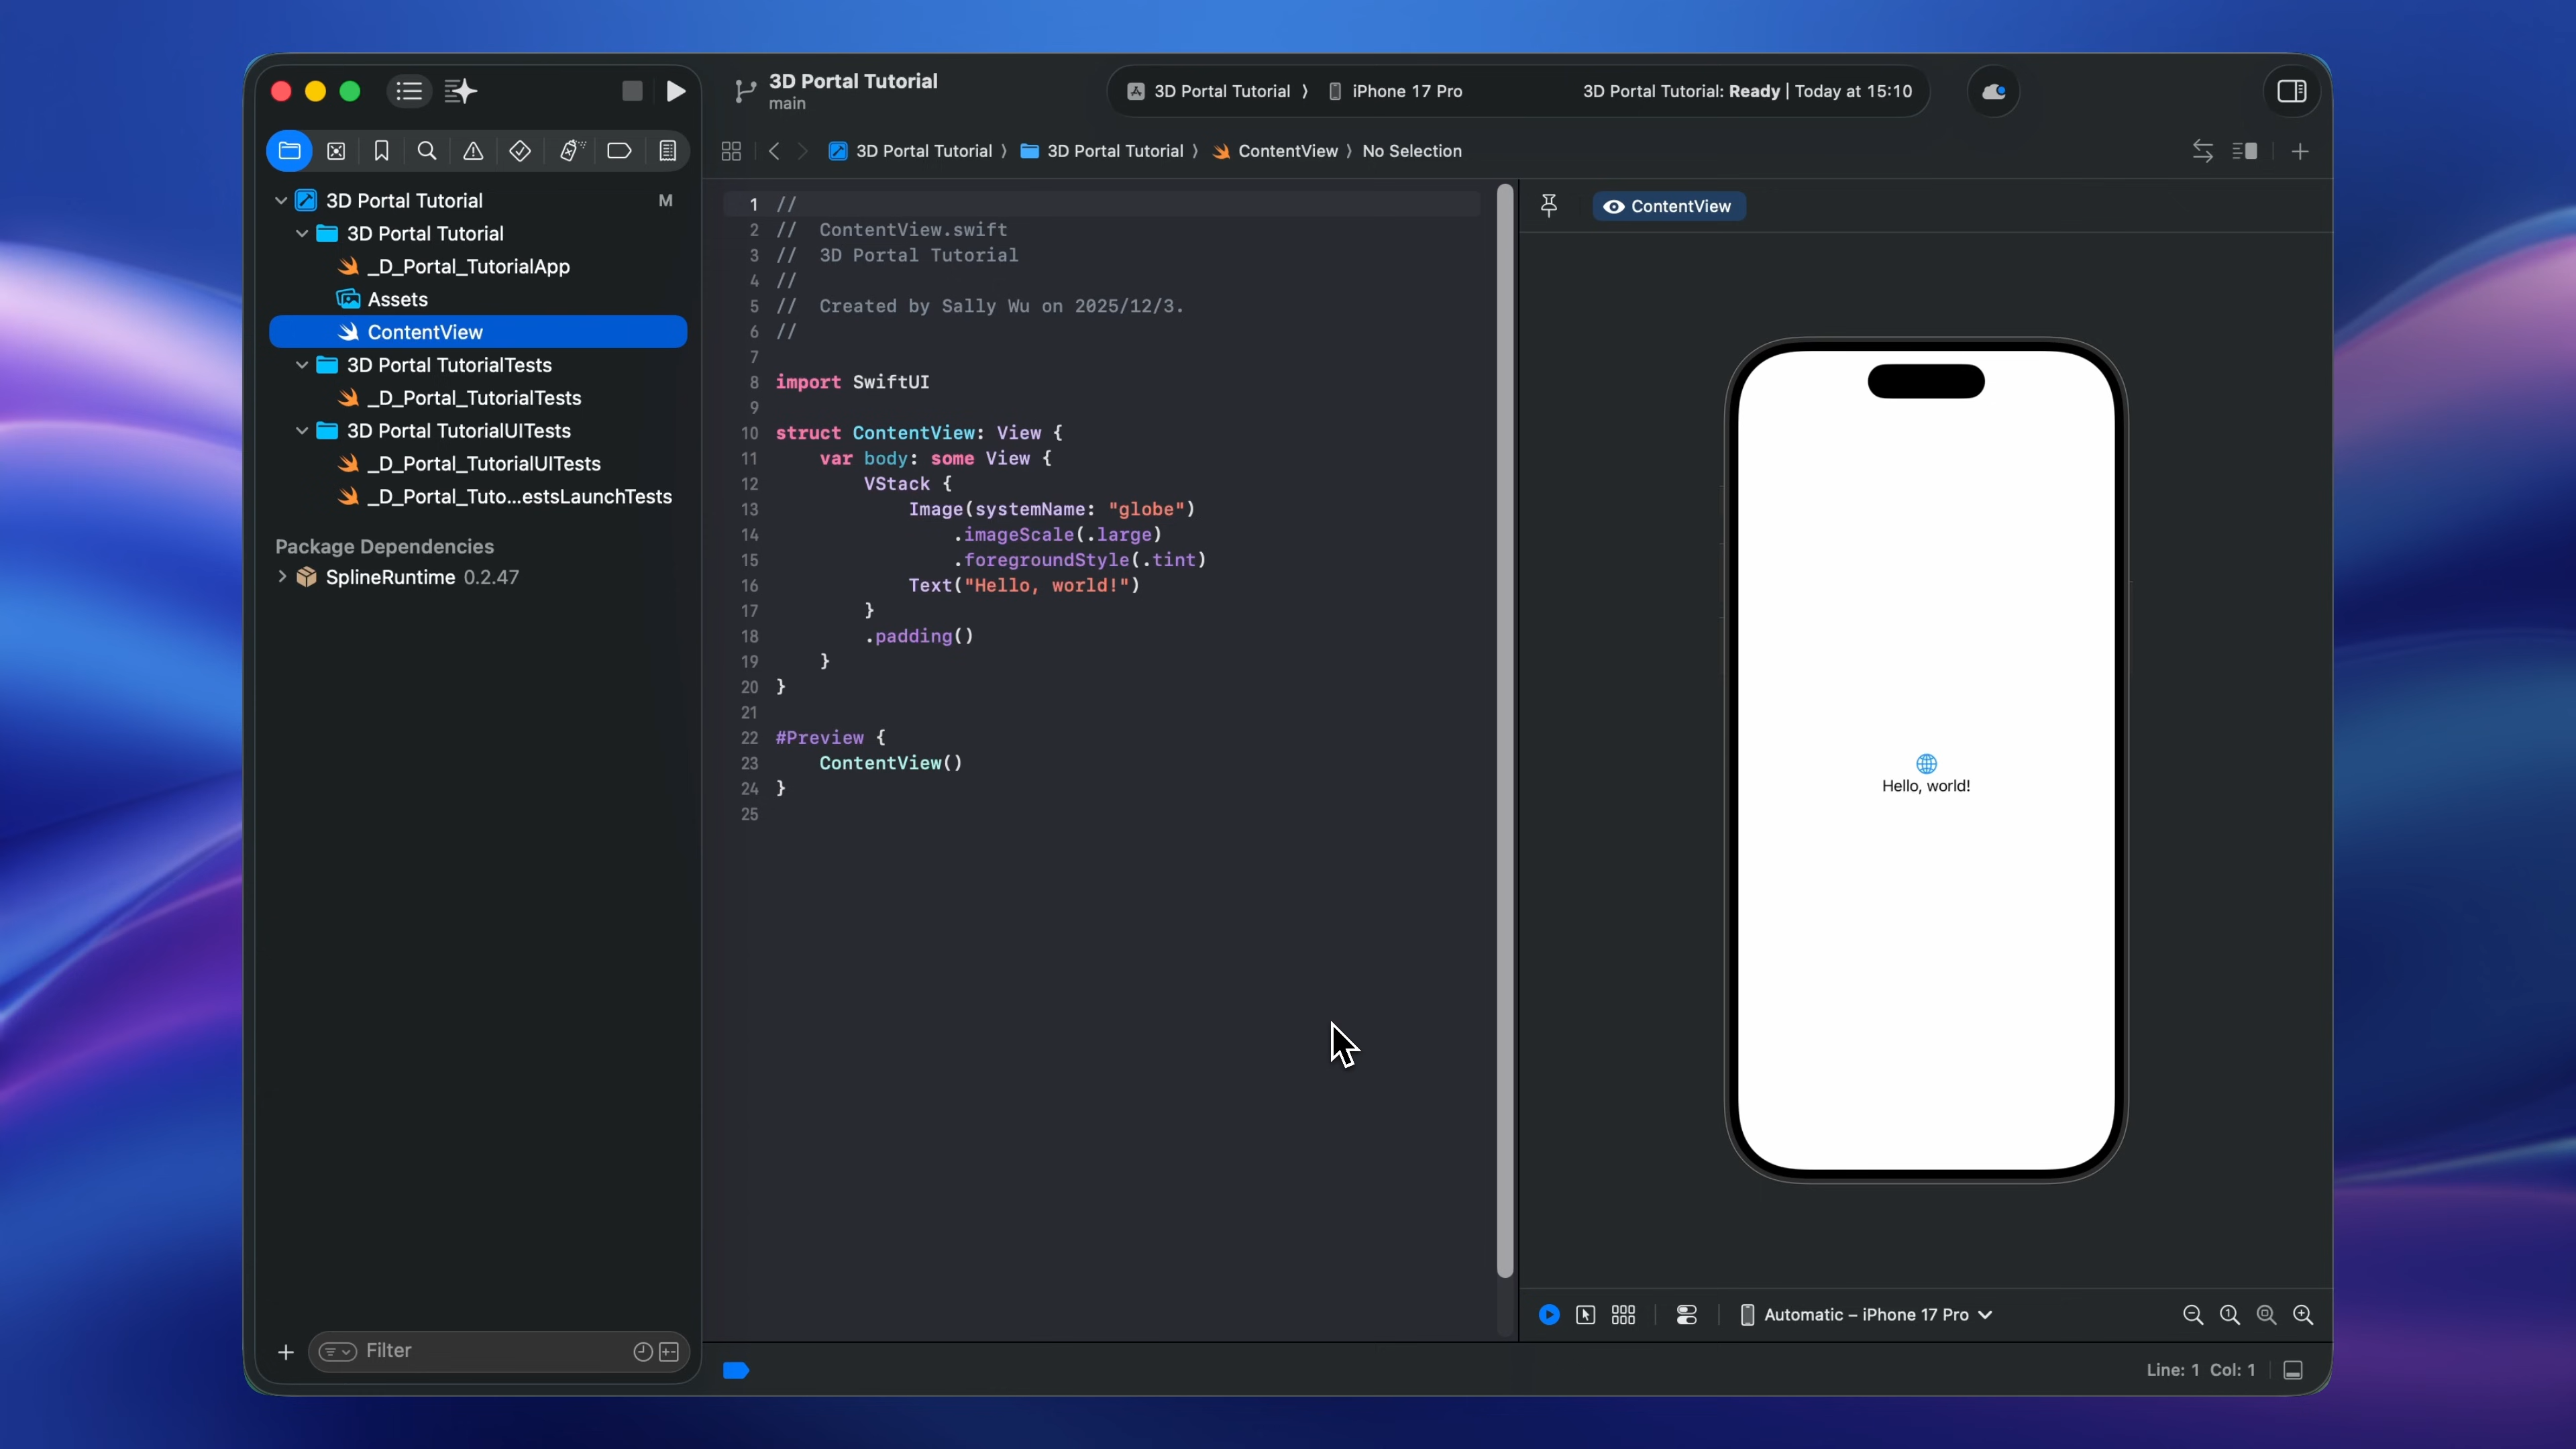 3D Portal Tutorial
main
3D Portal Tutorial 〉 iPhone 17 Pro
3D Portal Tutorial: Ready | Today at 15:10
3D Portal Tutorial 〉 3D Portal Tutorial 〉 ContentView 〉 No Selection
3D Portal Tutorial M
3D Portal Tutorial
_D_Portal_TutorialApp
Assets
ContentView
3D Portal TutorialTests
_D_Portal_TutorialTests
3D Portal TutorialUITests
_D_Portal_TutorialUITests
_D_Portal_Tuto...estsLaunchTests
Package Dependencies
SplineRuntime 0.2.47
Filter
1 //
2 //  ContentView.swift
3 //  3D Portal Tutorial
4 //
5 //  Created by Sally Wu on 2025/12/3.
6 //
7
8 import SwiftUI
9
10 struct ContentView: View {
11     var body: some View {
12         VStack {
13             Image(systemName: "globe")
14                 .imageScale(.large)
15                 .foregroundStyle(.tint)
16             Text("Hello, world!")
17         }
18         .padding()
19     }
20 }
21
22 #Preview {
23     ContentView()
24 }
25
ContentView
Hello, world!
Automatic – iPhone 17 Pro
Line: 1 Col: 1